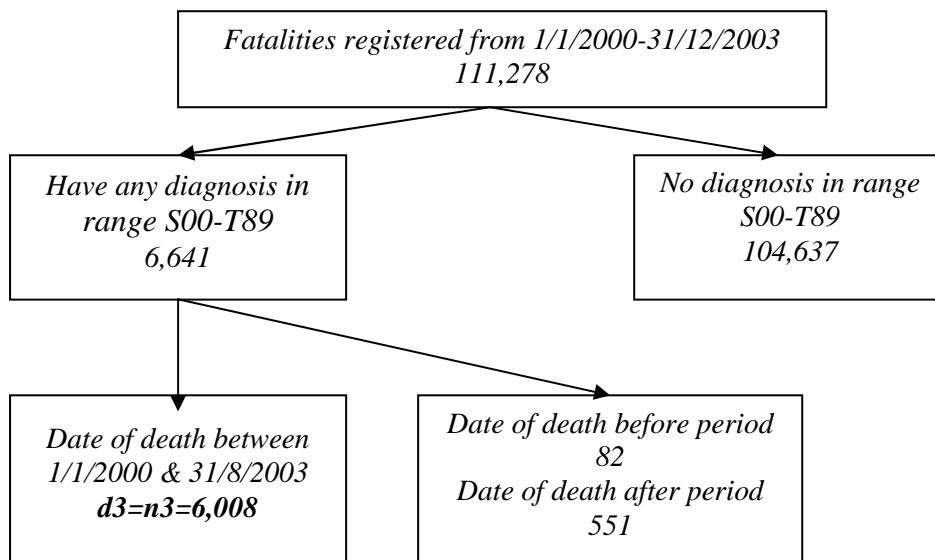 Fatalities registered from 1/1/2000-31/12/2003
111,278
Have any diagnosis in
range S00-T89
6,641
No diagnosis in range
S00-T89
104,637
Date of death between
1/1/2000 & 31/8/2003
d3=n3=6,008
Date of death before period
82
Date of death after period
551